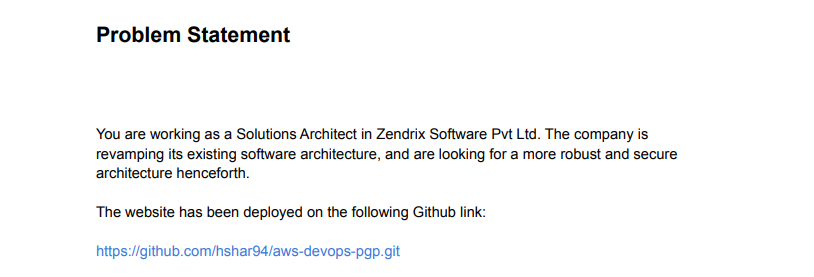 Problem Statement
You are working as a Solutions Architect in Zendrix Software Pvt Ltd. The company is
revamping its existing software architecture, and are looking for a more robust and secure
architecture henceforth.
The website has been deployed on the following Github link:
https://github.com/hshar94/aws-devops-pgp.git